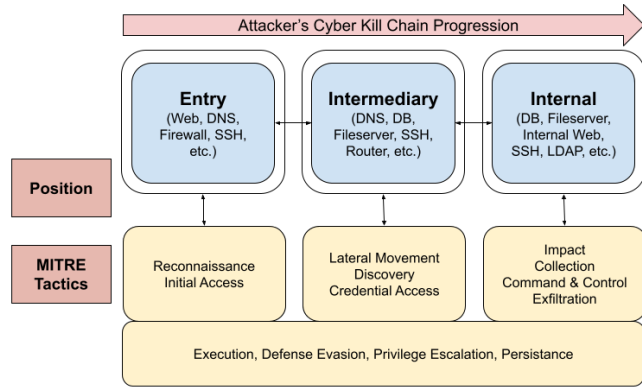 Attacker's Cyber Kill Chain Progression
Entry
(Web, DNS,
Firewall, SSH,
etc.)
Intermediary
(DNS, DB,
Fileserver, SSH,
Router, etc.)
Internal
(DB, Fileserver,
Internal Web,
SSH, LDAP, etc.)
Position
MITRE
Tactics
Reconnaissance
Initial Access
Lateral Movement
Discovery
Credential Access
Impact
Collection
Command & Control
Exfiltration
Execution, Defense Evasion, Privilege Escalation, Persistance